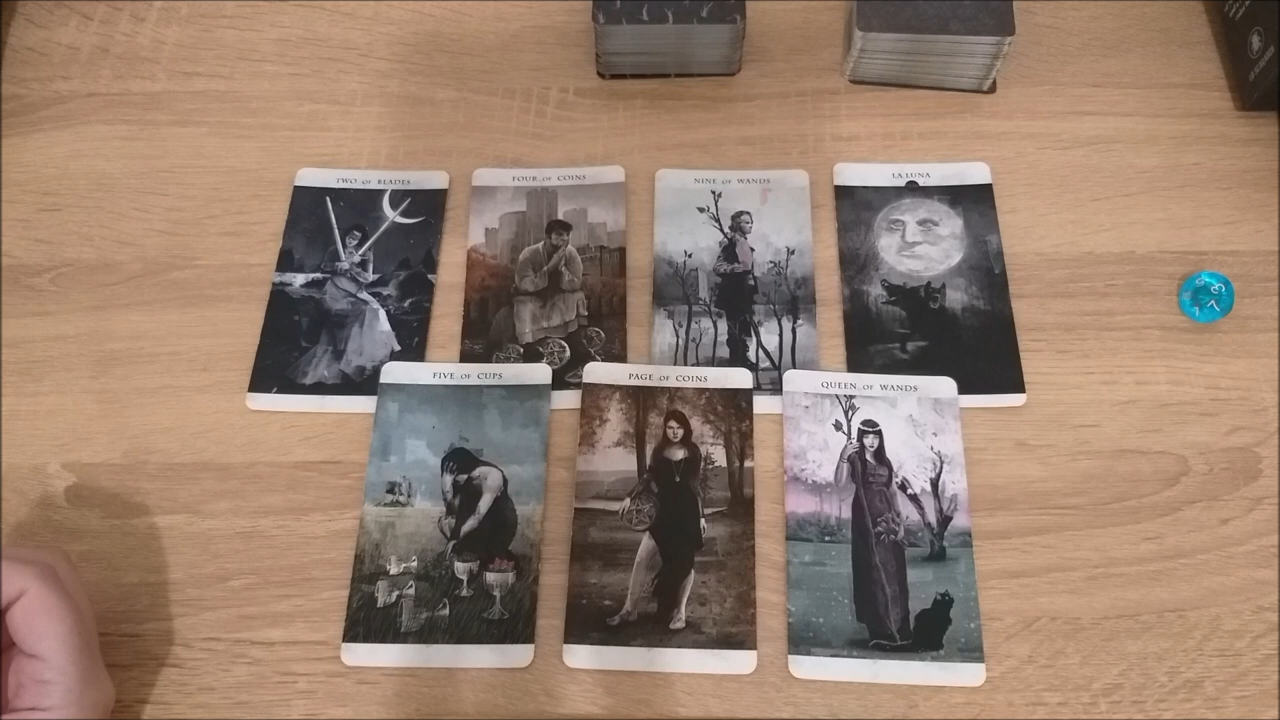 TWO OF BLADES
FOUR OF COINS
NINE OF WANDS
LA LUNA
FIVE OF CUPS
PAGE OF COINS
QUEEN OF WANDS